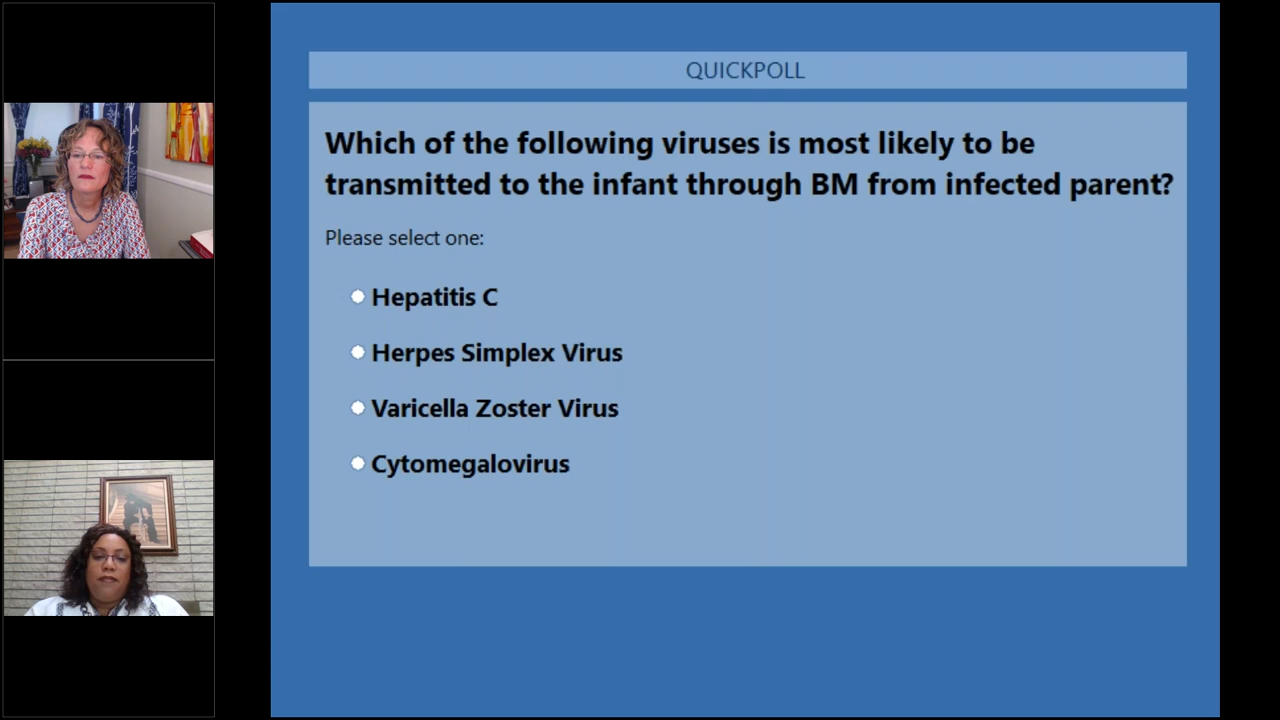 QUICKPOLL
Which of the following viruses is most likely to be
transmitted to the infant through BM from infected parent?
Please select one:
Hepatitis C
Herpes Simplex Virus
Varicella Zoster Virus
Cytomegalovirus